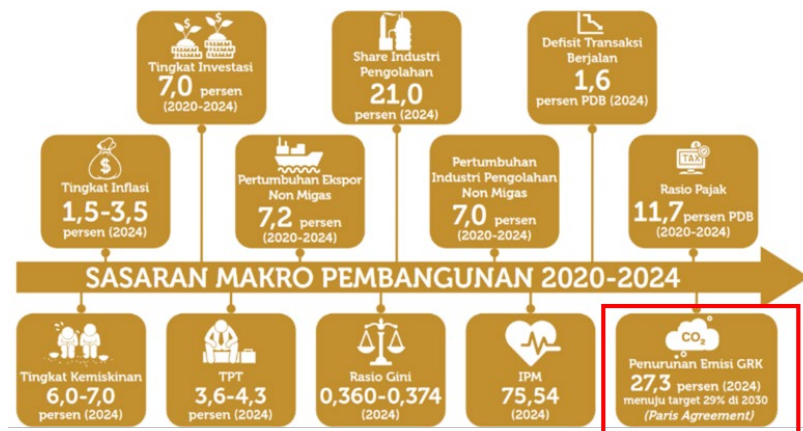 Tingkat Investasi
7,0 persen
(2020-2024)
Share Industri
Pengolahan
21,0
persen (2024)
Defisit Transaksi
Berjalan
1,6
persen PDB (2024)
$
Tingkat Inflasi
1,5-3,5
persen (2024)
Pertumbuhan Ekspor
Non Migas
7,2 persen
(2020-2024)
Pertumbuhan
Industri Pengolahan
Non Migas
7,0 persen
(2020-2024)
TAX
Rasio Pajak
11,7 persen PDB
(2020-2024)
SASARAN MAKRO PEMBANGUNAN 2020-2024
Tingkat Kemiskinan
6,0-7,0
persen (2024)
TPT
3,6-4,3
persen (2024)
Rasio Gini
0,360-0,374
(2024)
IPM
75,54
(2024)
CO₂
Penurunan Emisi GRK
27,3 persen (2024)
menuju target 29% di 2030
(Paris Agreement)